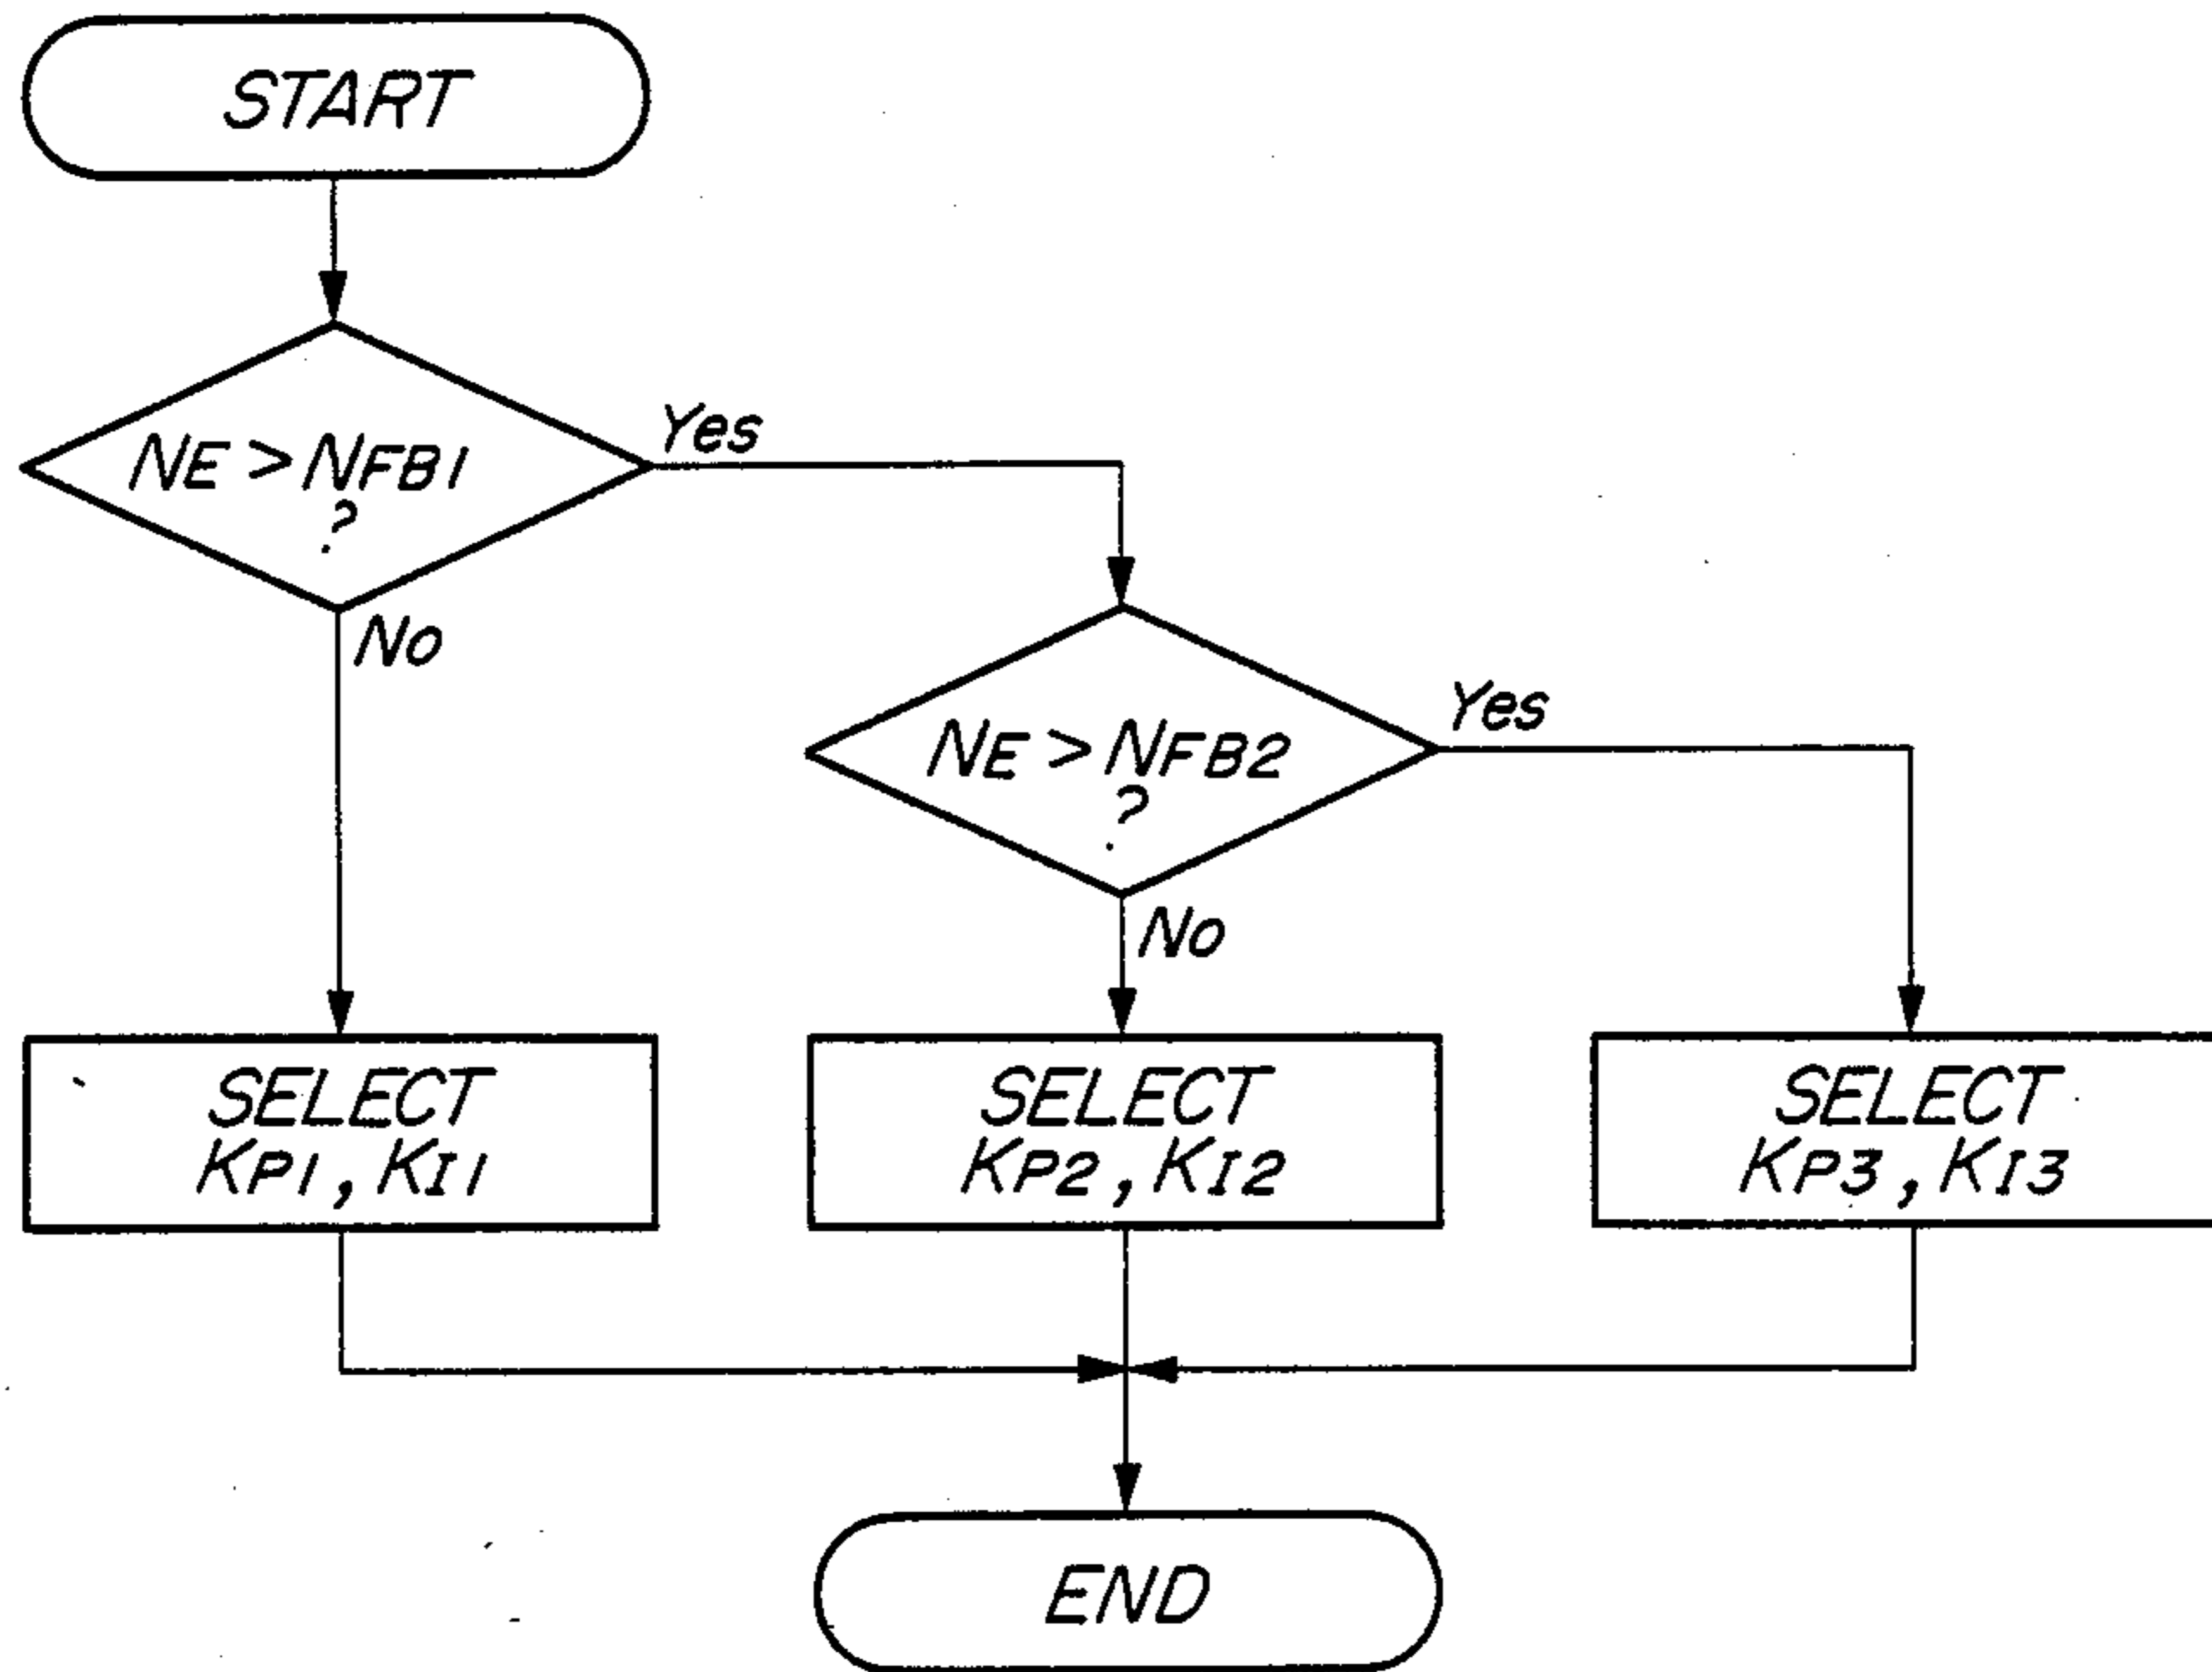 START
NE > NFB1
?
Yes
No
NE > NFB2
?
Yes
No
SELECT
KP1, KI1
SELECT
KP2, KI2
SELECT
KP3, KI3
END